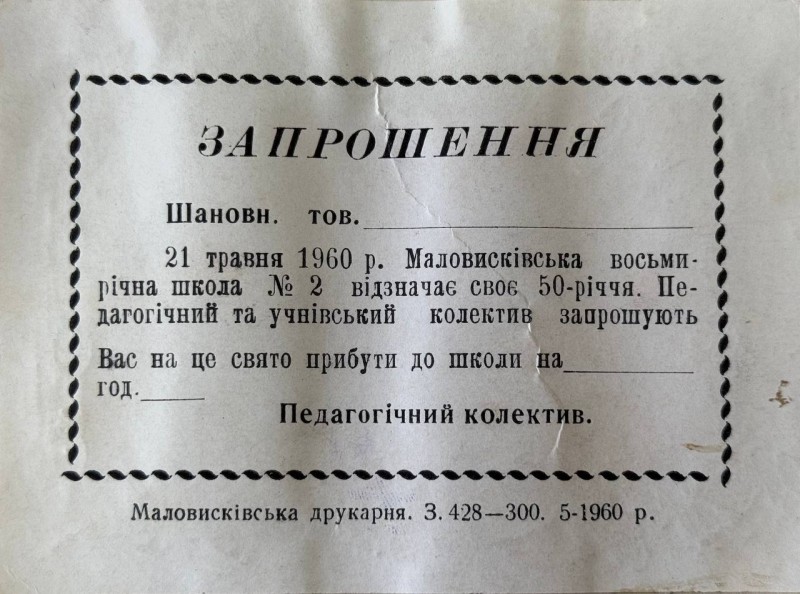 ЗАПРОШЕННЯ
Шановн. тов.
21 травня 1960 р. Маловисківська восьми-
річна школа № 2 відзначає своє 50-річчя. Пе-
дагогічний та учнівський колектив запрошують
Вас на це свято прибути до школи на
год.
Педагогічний колектив.
Маловисківська друкарня. З. 428—300. 5-1960 р.